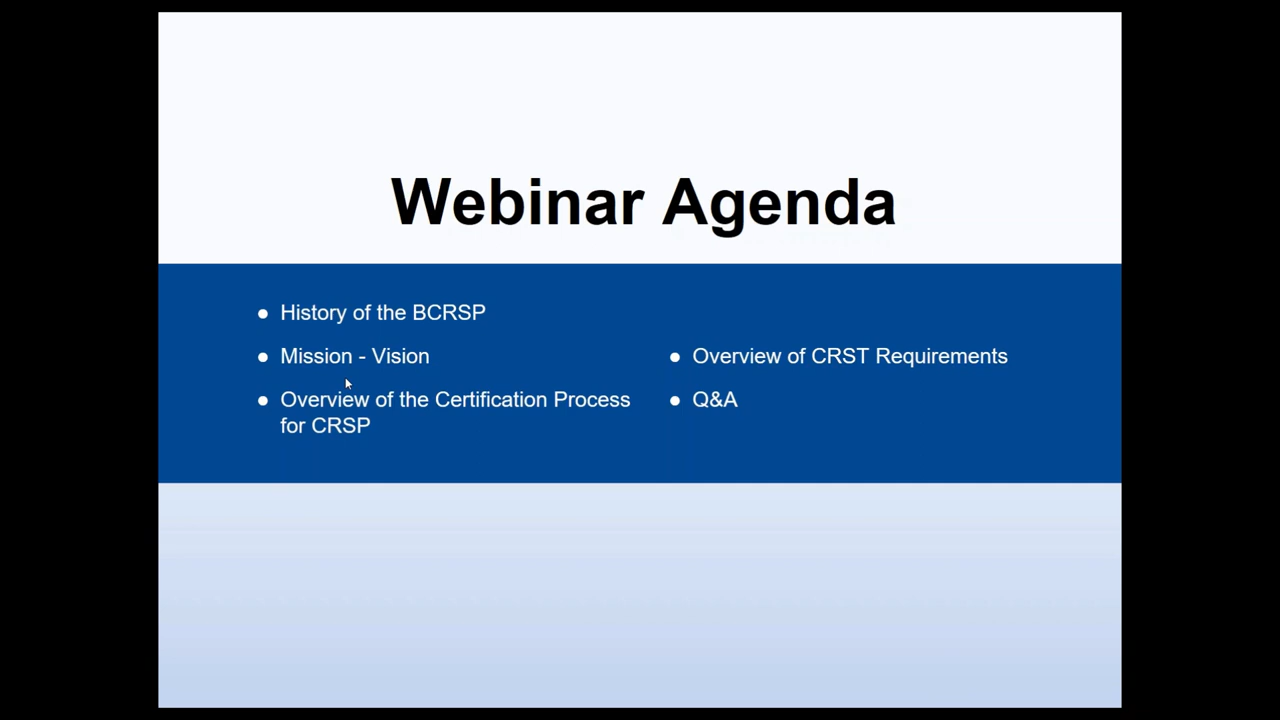 Webinar Agenda
History of the BCRSP
Mission - Vision
Overview of the Certification Process
for CRSP
Overview of CRST Requirements
Q&A